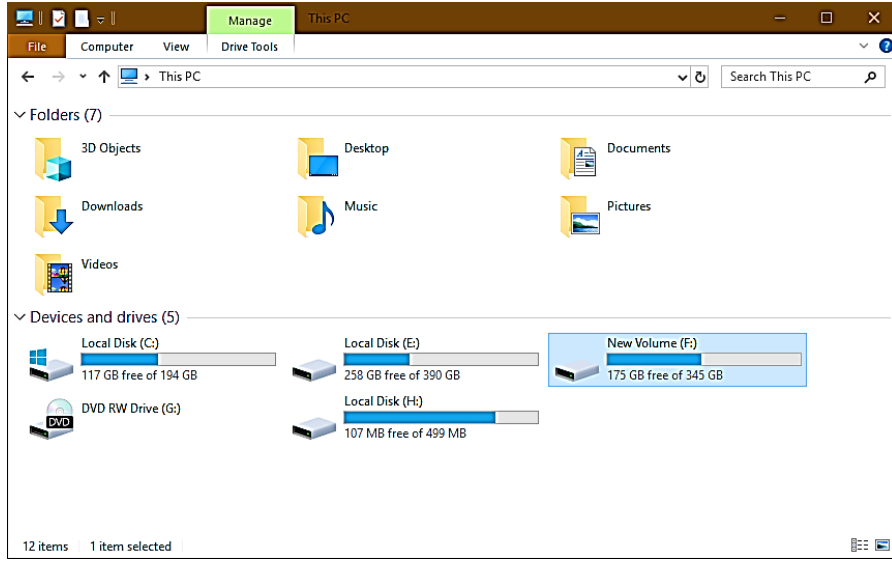 Manage This PC
File Computer View Drive Tools
This PC Search This PC
Folders (7)
3D Objects Desktop Documents
Downloads Music Pictures
Videos
Devices and drives (5)
Local Disk (C:) Local Disk (E:) New Volume (F:)
117 GB free of 194 GB 258 GB free of 390 GB 175 GB free of 345 GB
DVD RW Drive (G:) Local Disk (H:)
DVD
107 MB free of 499 MB
12 items 1 item selected